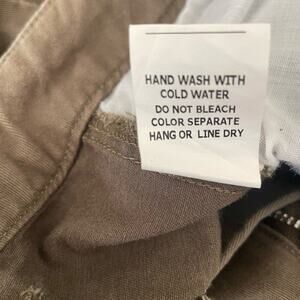 HAND WASH WITH
COLD WATER
DO NOT BLEACH
COLOR SEPARATE
HANG OR LINE DRY